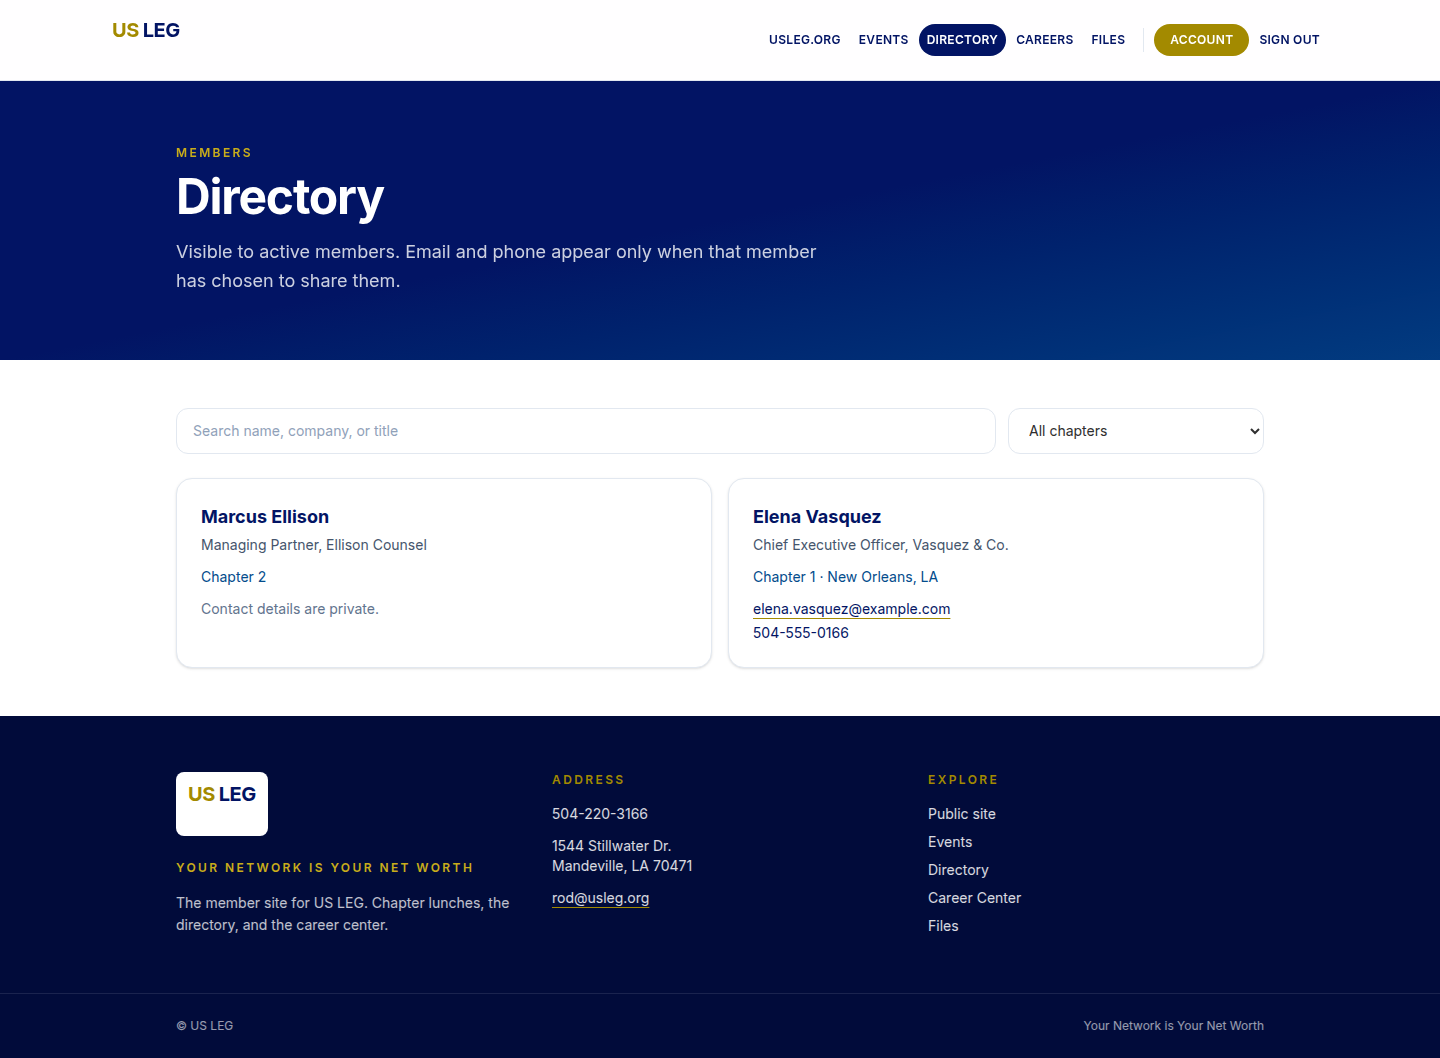 US LEG
USLEG.ORG EVENTS DIRECTORY CAREERS FILES ACCOUNT SIGN OUT
MEMBERS
Directory
Visible to active members. Email and phone appear only when that member
has chosen to share them.
Search name, company, or title
All chapters
Marcus Ellison
Managing Partner, Ellison Counsel
Chapter 2
Contact details are private.
Elena Vasquez
Chief Executive Officer, Vasquez & Co.
Chapter 1 · New Orleans, LA
elena.vasquez@example.com
504-555-0166
US LEG
YOUR NETWORK IS YOUR NET WORTH
The member site for US LEG. Chapter lunches, the
directory, and the career center.
ADDRESS
504-220-3166
1544 Stillwater Dr.
Mandeville, LA 70471
rod@usleg.org
EXPLORE
Public site
Events
Directory
Career Center
Files
© US LEG
Your Network is Your Net Worth